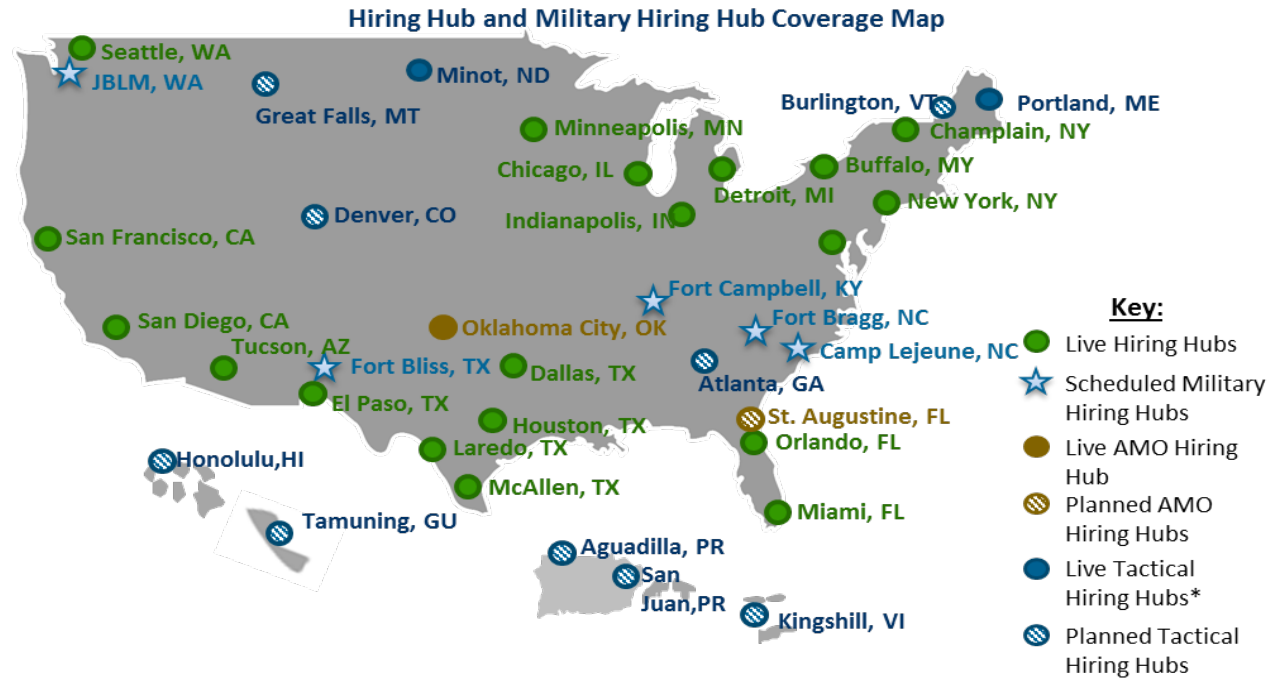 Hiring Hub and Military Hiring Hub Coverage Map
Seattle, WA
JBLM, WA
Great Falls, MT
Minot, ND
Burlington, VT
Portland, ME
Minneapolis, MN
Champlain, NY
Chicago, IL
Detroit, MI
Buffalo, MY
Indianapolis, IN
New York, NY
Denver, CO
San Francisco, CA
Fort Campbell, KY
San Diego, CA
Oklahoma City, OK
Fort Bragg, NC
Tucson, AZ
Fort Bliss, TX
Dallas, TX
Camp Lejeune, NC
Atlanta, GA
El Paso, TX
Houston, TX
St. Augustine, FL
Laredo, TX
Orlando, FL
McAllen, TX
Miami, FL
Honolulu,HI
Tamuning, GU
Aguadilla, PR
San
Juan,PR
Kingshill, VI
Key:
Live Hiring Hubs
Scheduled Military
Hiring Hubs
Live AMO Hiring
Hub
Planned AMO
Hiring Hubs
Live Tactical
Hiring Hubs*
Planned Tactical
Hiring Hubs